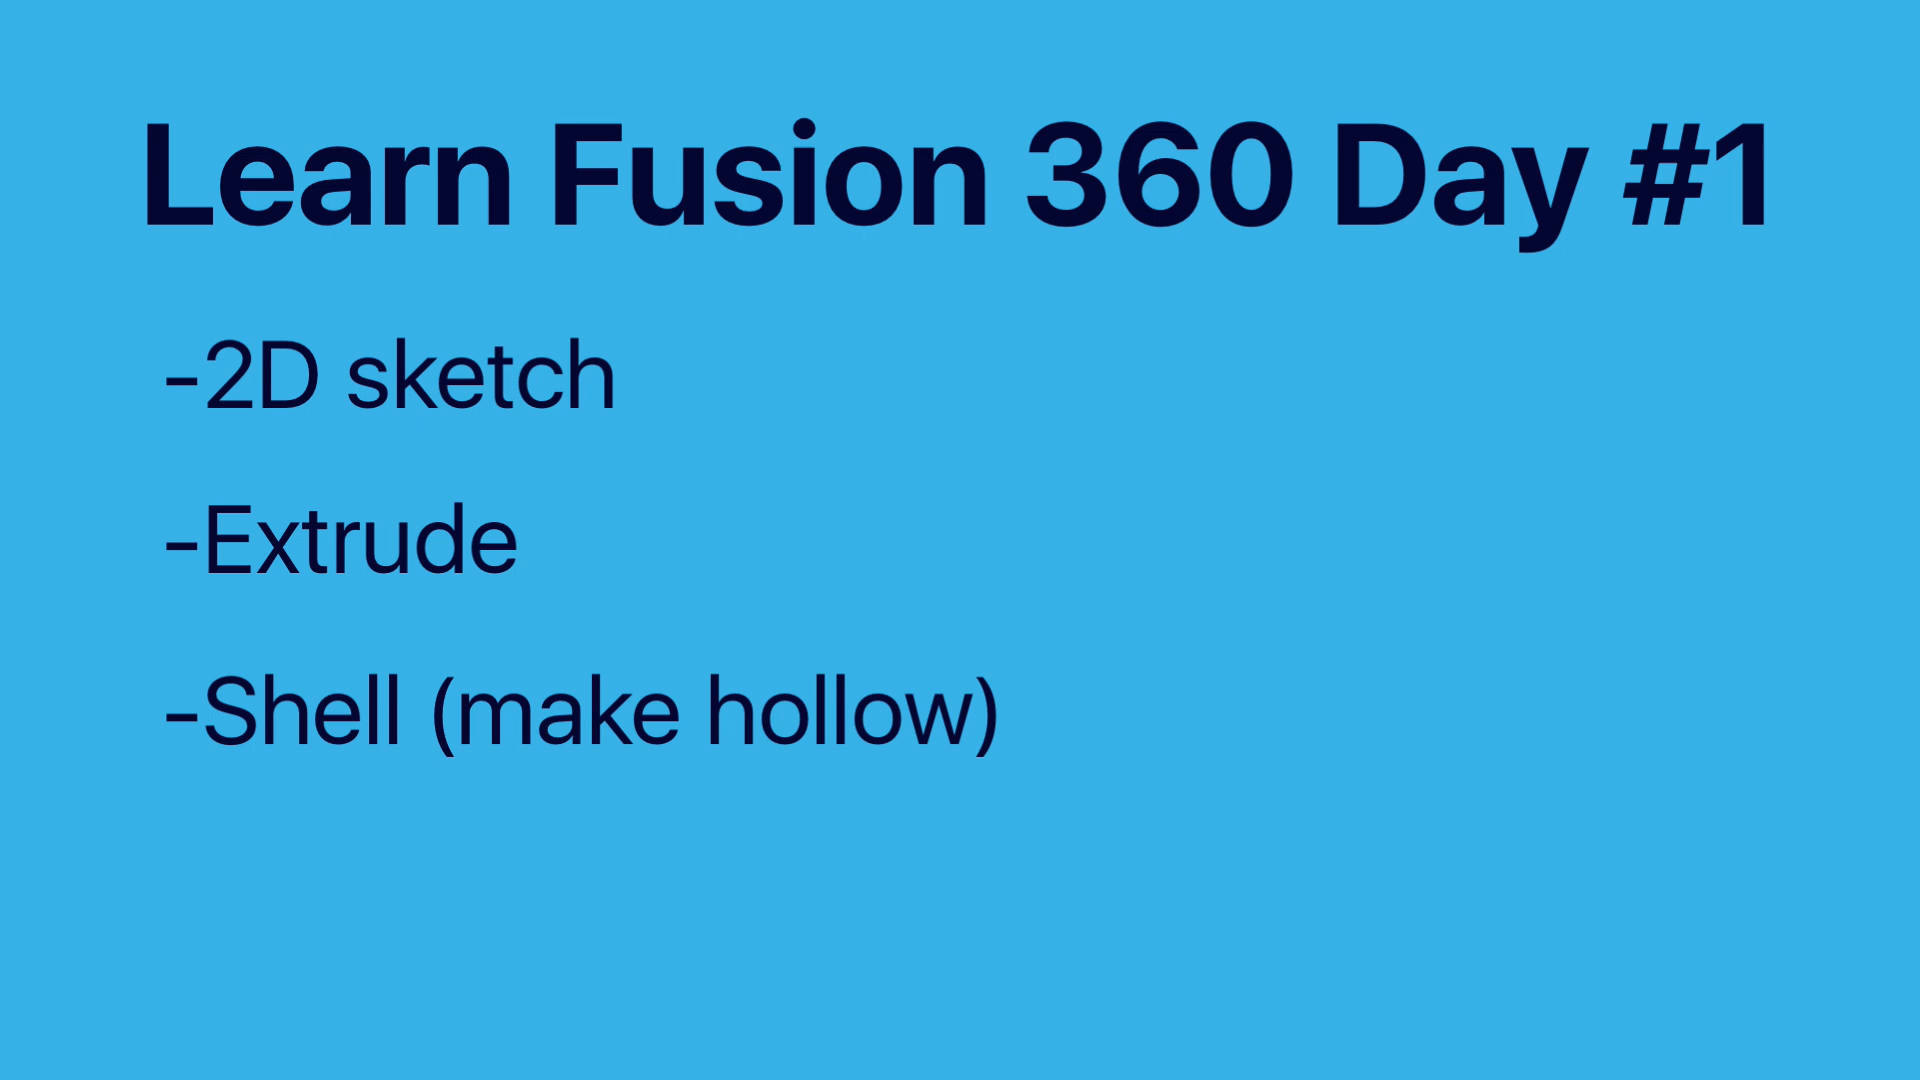 Learn Fusion 360 Day #1
-2D sketch
-Extrude
-Shell (make hollow)